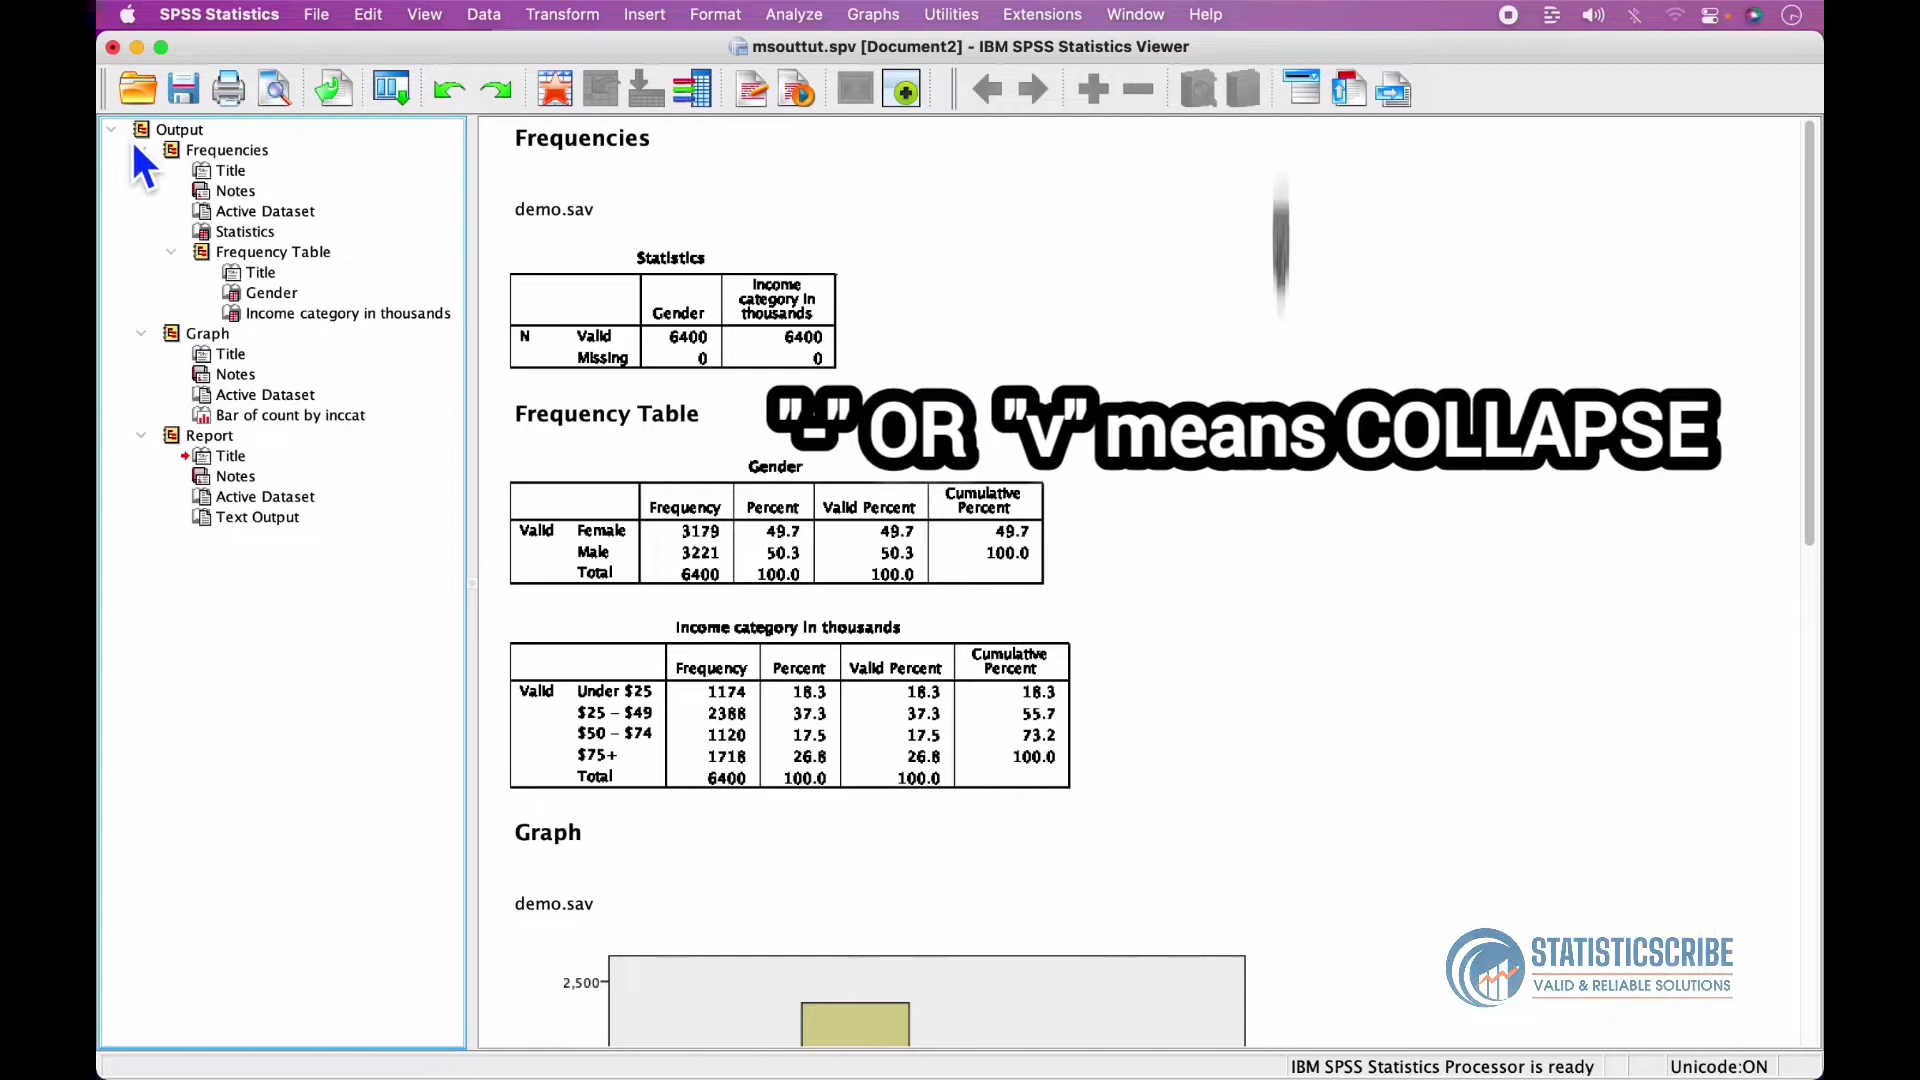 SPSS Statistics File Edit View Data Transform Insert Format Analyze Graphs Utilities Extensions Window Help
msouttut.spv [Document2] - IBM SPSS Statistics Viewer
Output
Frequencies
Title
Notes
Active Dataset
Statistics
Frequency Table
Title
Gender
Income category in thousands
Graph
Title
Notes
Active Dataset
Bar of count by inccat
Report
Title
Notes
Active Dataset
Text Output
Frequencies
demo.sav
Statistics
Gender Income category in thousands
N Valid 6400 6400
Missing 0 0
Frequency Table
"-" OR "v" means COLLAPSE
Gender
Frequency Percent Valid Percent Cumulative Percent
Valid Female 3179 49.7 49.7 49.7
Male 3221 50.3 50.3 100.0
Total 6400 100.0 100.0
Income category in thousands
Frequency Percent Valid Percent Cumulative Percent
Valid Under $25 1174 18.3 18.3 18.3
$25 – $49 2388 37.3 37.3 55.7
$50 – $74 1120 17.5 17.5 73.2
$75+ 1718 26.8 26.8 100.0
Total 6400 100.0 100.0
Graph
demo.sav
2,500
STATISTICSCRIBE
VALID & RELIABLE SOLUTIONS
IBM SPSS Statistics Processor is ready Unicode:ON